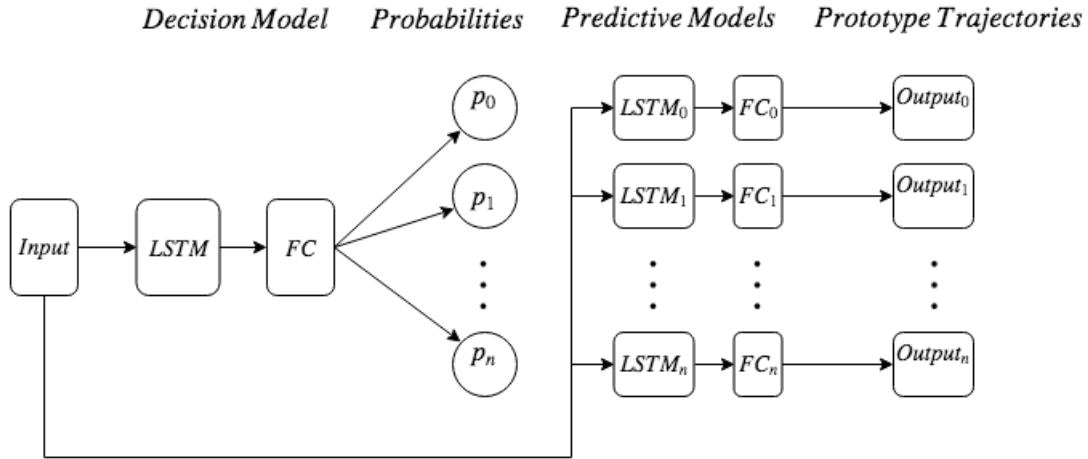 Decision Model Probabilities Predictive Models Prototype Trajectories
p₀ LSTM₀ FC₀ Output₀
p₁ LSTM₁ FC₁ Output₁
Input LSTM FC
pₙ LSTMₙ FCₙ Outputₙ